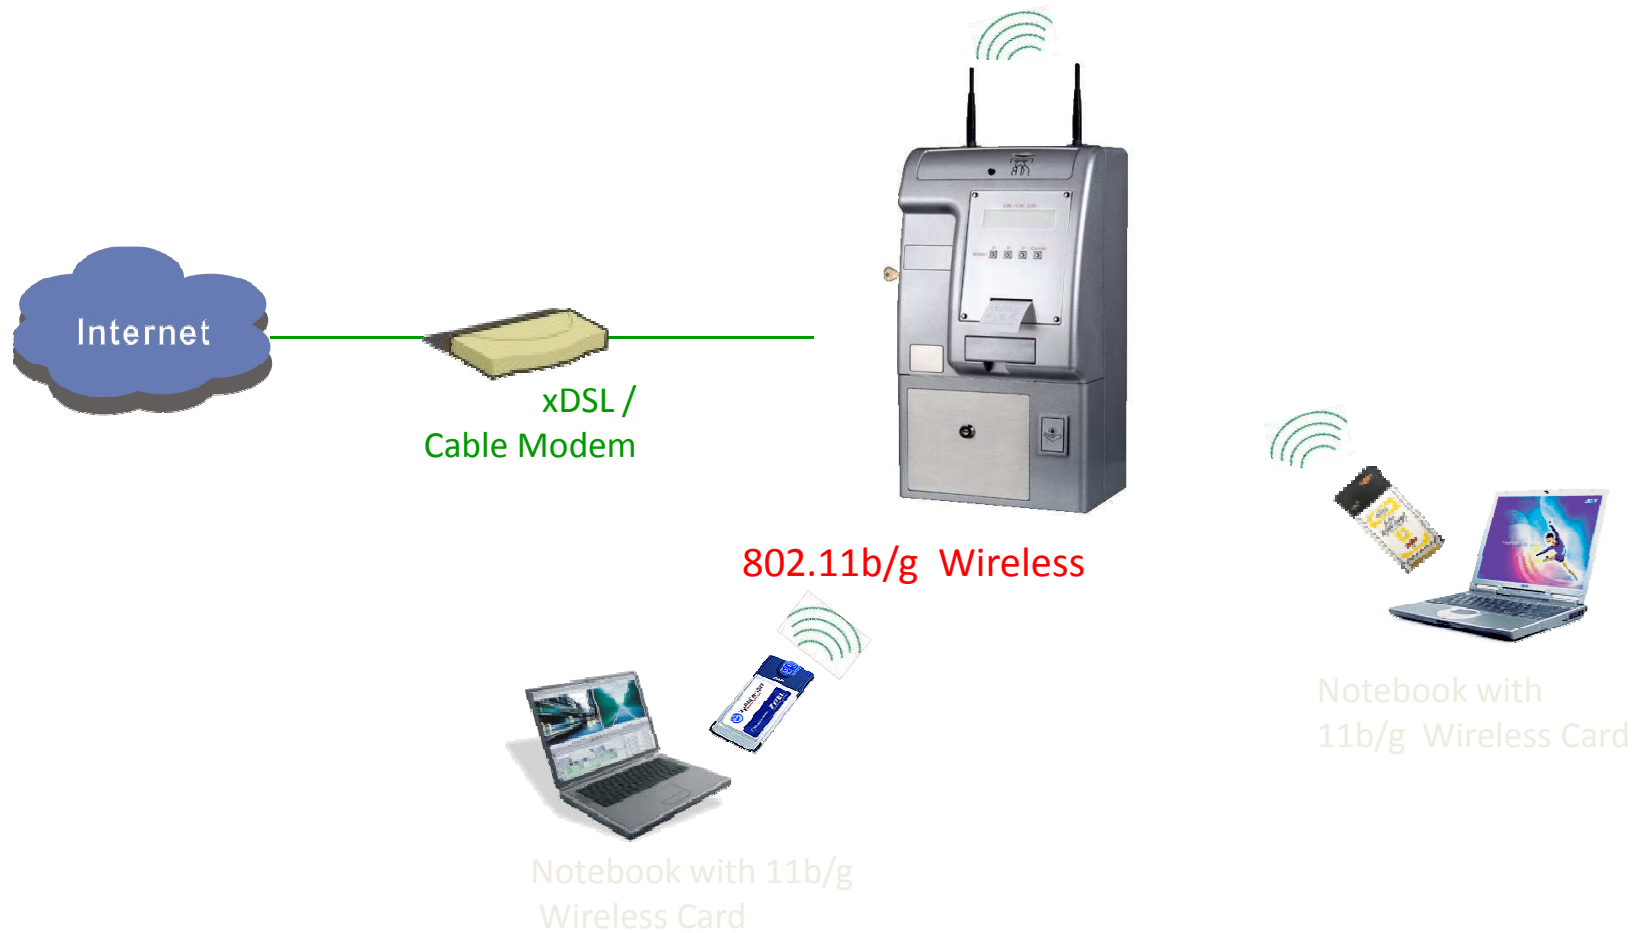 Internet
xDSL /
Cable Modem
802.11b/g  Wireless
Notebook with
11b/g  Wireless Card
Notebook with 11b/g
Wireless Card